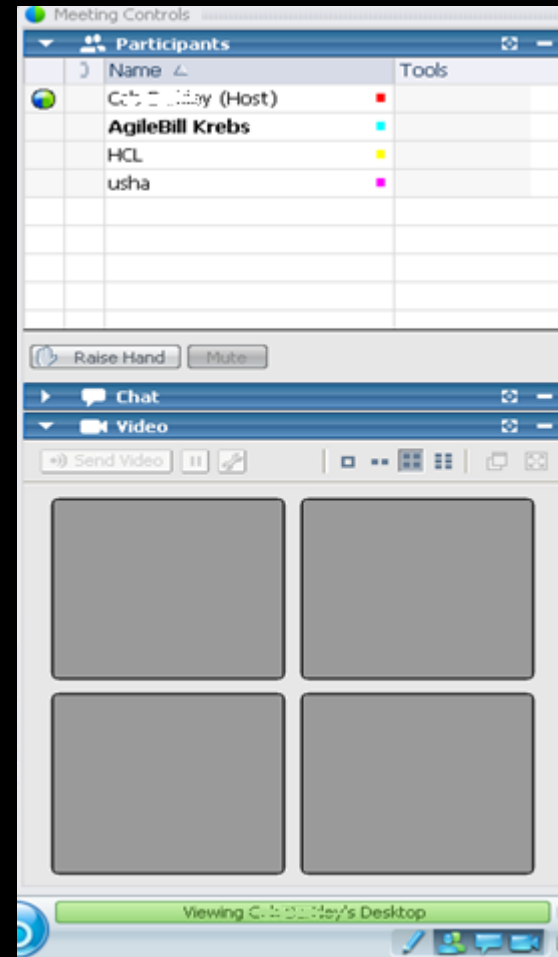 Meeting Controls
Participants
Name Tools
(Host)
AgileBill Krebs
HCL
usha
Raise Hand Mute
Chat
Video
Send Video
Viewing Desktop